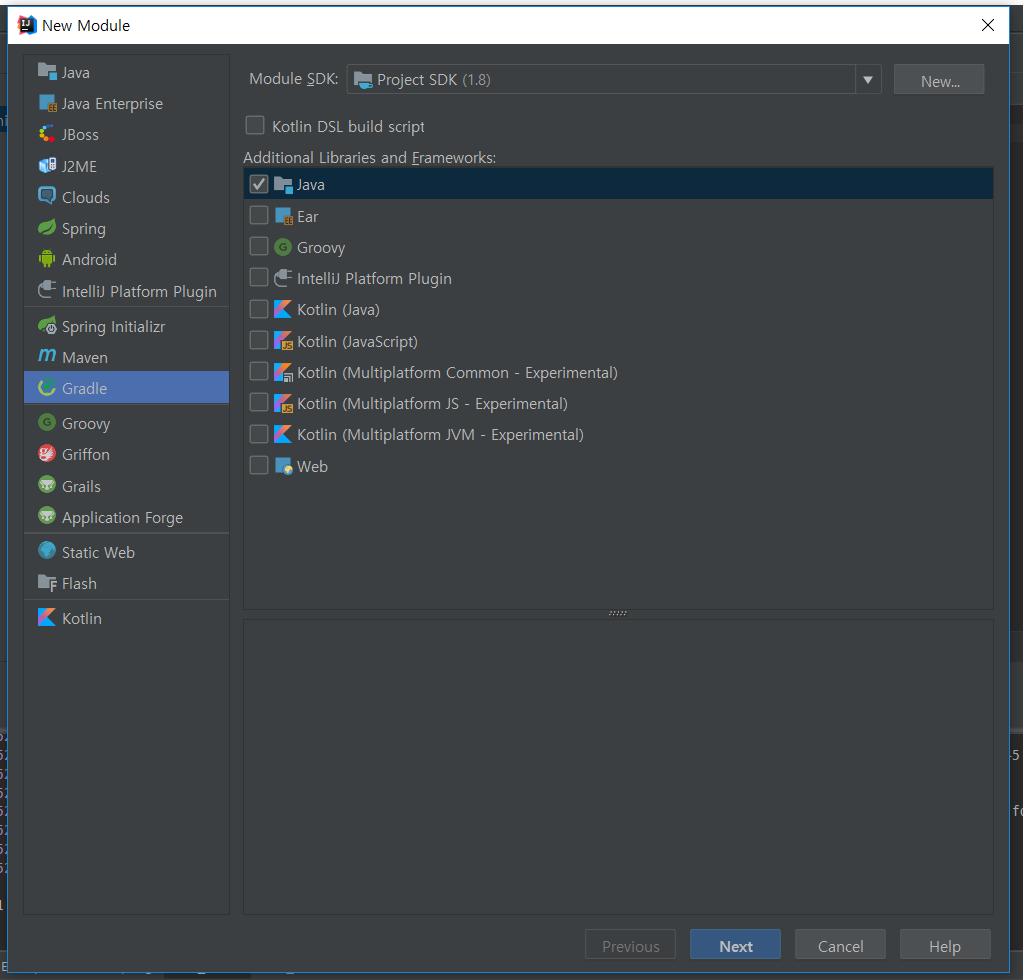 New Module
Java
Java Enterprise
JBoss
J2ME
Clouds
Spring
Android
IntelliJ Platform Plugin
Spring Initializr
Maven
Gradle
Groovy
Griffon
Grails
Application Forge
Static Web
Flash
Kotlin
Module SDK: Project SDK (1.8) New...
Kotlin DSL build script
Additional Libraries and Frameworks:
Java
Ear
Groovy
IntelliJ Platform Plugin
Kotlin (Java)
Kotlin (JavaScript)
Kotlin (Multiplatform Common - Experimental)
Kotlin (Multiplatform JS - Experimental)
Kotlin (Multiplatform JVM - Experimental)
Web
Previous Next Cancel Help